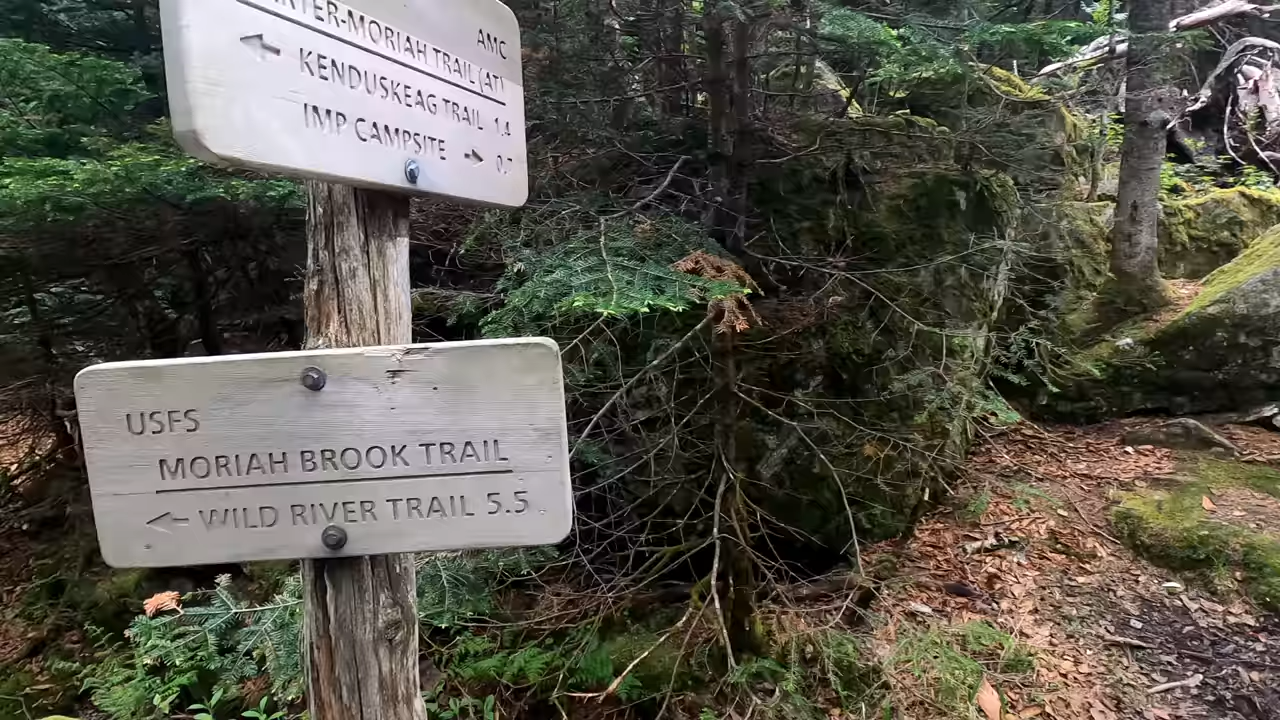 AMC
RTER-MORIAH TRAIL (AT)
← KENDUSKEAG TRAIL 1.4
IMP CAMPSITE → 0.7
USFS
MORIAH BROOK TRAIL
← WILD RIVER TRAIL 5.5